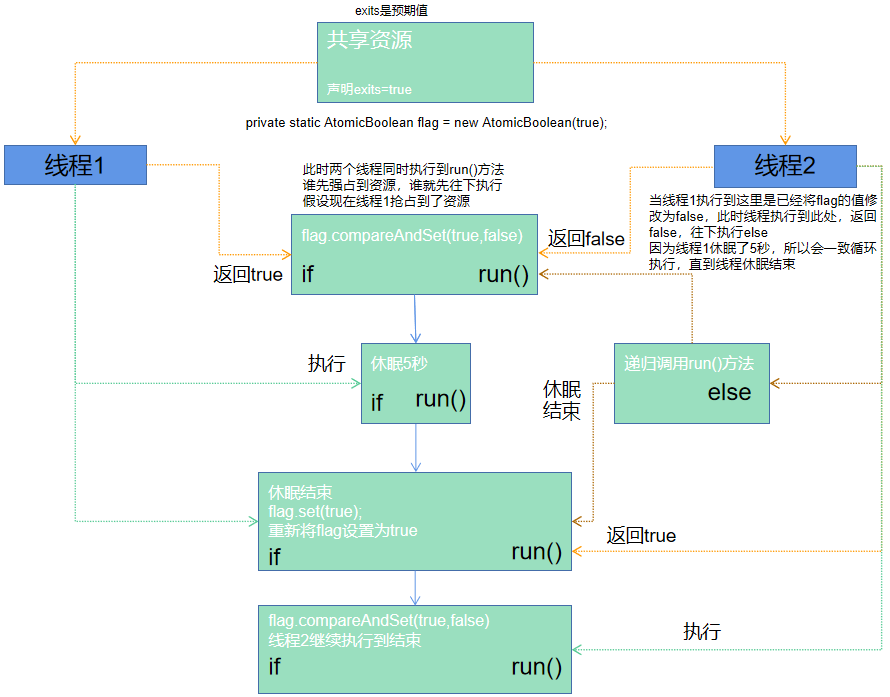 exits是预期值
共享资源
声明exits=true
private static AtomicBoolean flag = new AtomicBoolean(true);
线程1
线程2
此时两个线程同时执行到run()方法
谁先强占到资源，谁就先往下执行
假设现在线程1抢占到了资源
当线程1执行到这里是已经将flag的值修
改为false，此时线程执行到此处，返回
false，往下执行else
因为线程1休眠了5秒，所以会一致循环
执行，直到线程休眠结束
flag.compareAndSet(true,false)
if
run()
返回true
返回false
执行
休眠5秒
if
run()
递归调用run()方法
else
休眠
结束
休眠结束
flag.set(true);
重新将flag设置为true
if
run()
返回true
flag.compareAndSet(true,false)
线程2继续执行到结束
if
run()
执行